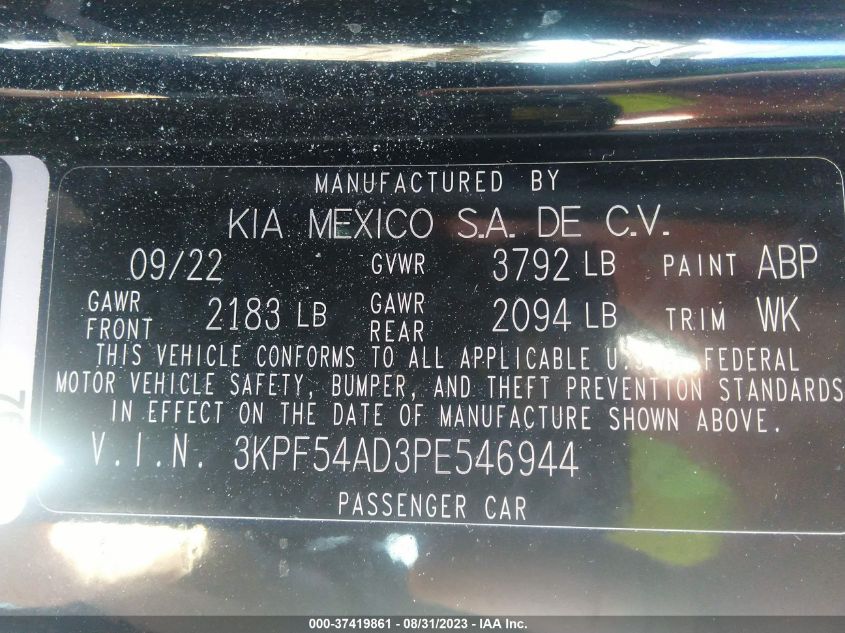 MANUFACTURED BY
KIA MEXICO S.A. DE C.V.
09/22 GVWR 3792 LB PAINT ABP
GAWR FRONT 2183 LB GAWR REAR 2094 LB TRIM WK
THIS VEHICLE CONFORMS TO ALL APPLICABLE FEDERAL
MOTOR VEHICLE SAFETY, BUMPER, AND THEFT PREVENTION STANDARDS
IN EFFECT ON THE DATE OF MANUFACTURE SHOWN ABOVE.
V.I.N. 3KPF54AD3PE546944
PASSENGER CAR
000-37419861 - 08/31/2023 - IAA Inc.